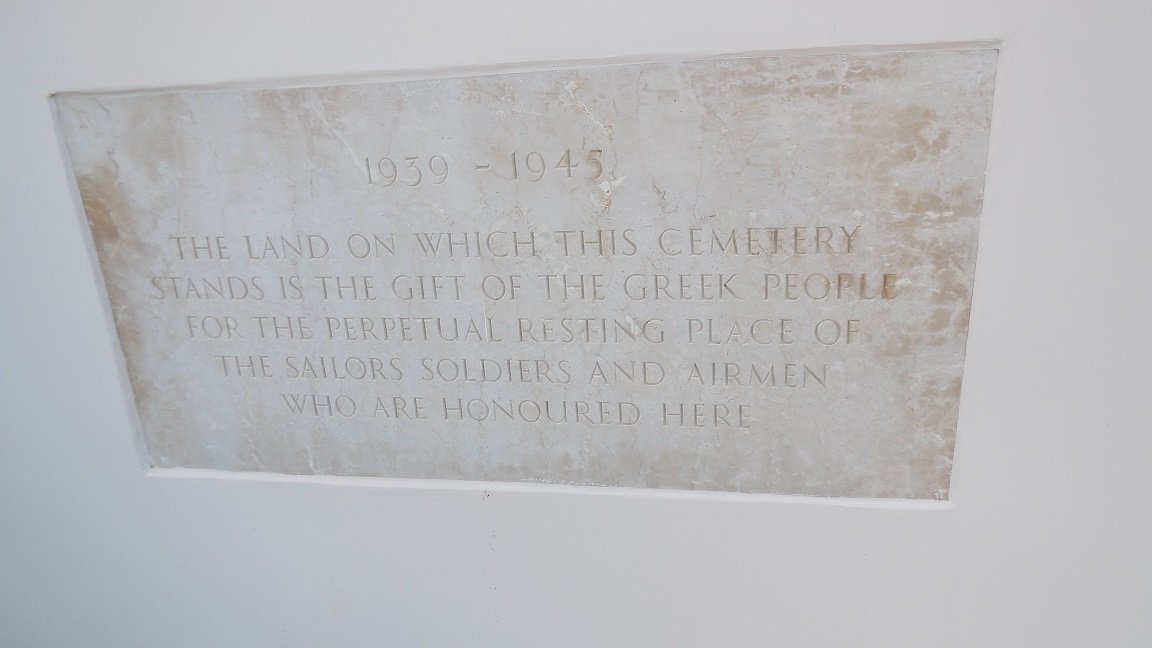 1939 - 1945
THE LAND ON WHICH THIS CEMETERY
STANDS IS THE GIFT OF THE GREEK PEOPLE
FOR THE PERPETUAL RESTING PLACE OF
THE SAILORS SOLDIERS AND AIRMEN
WHO ARE HONOURED HERE